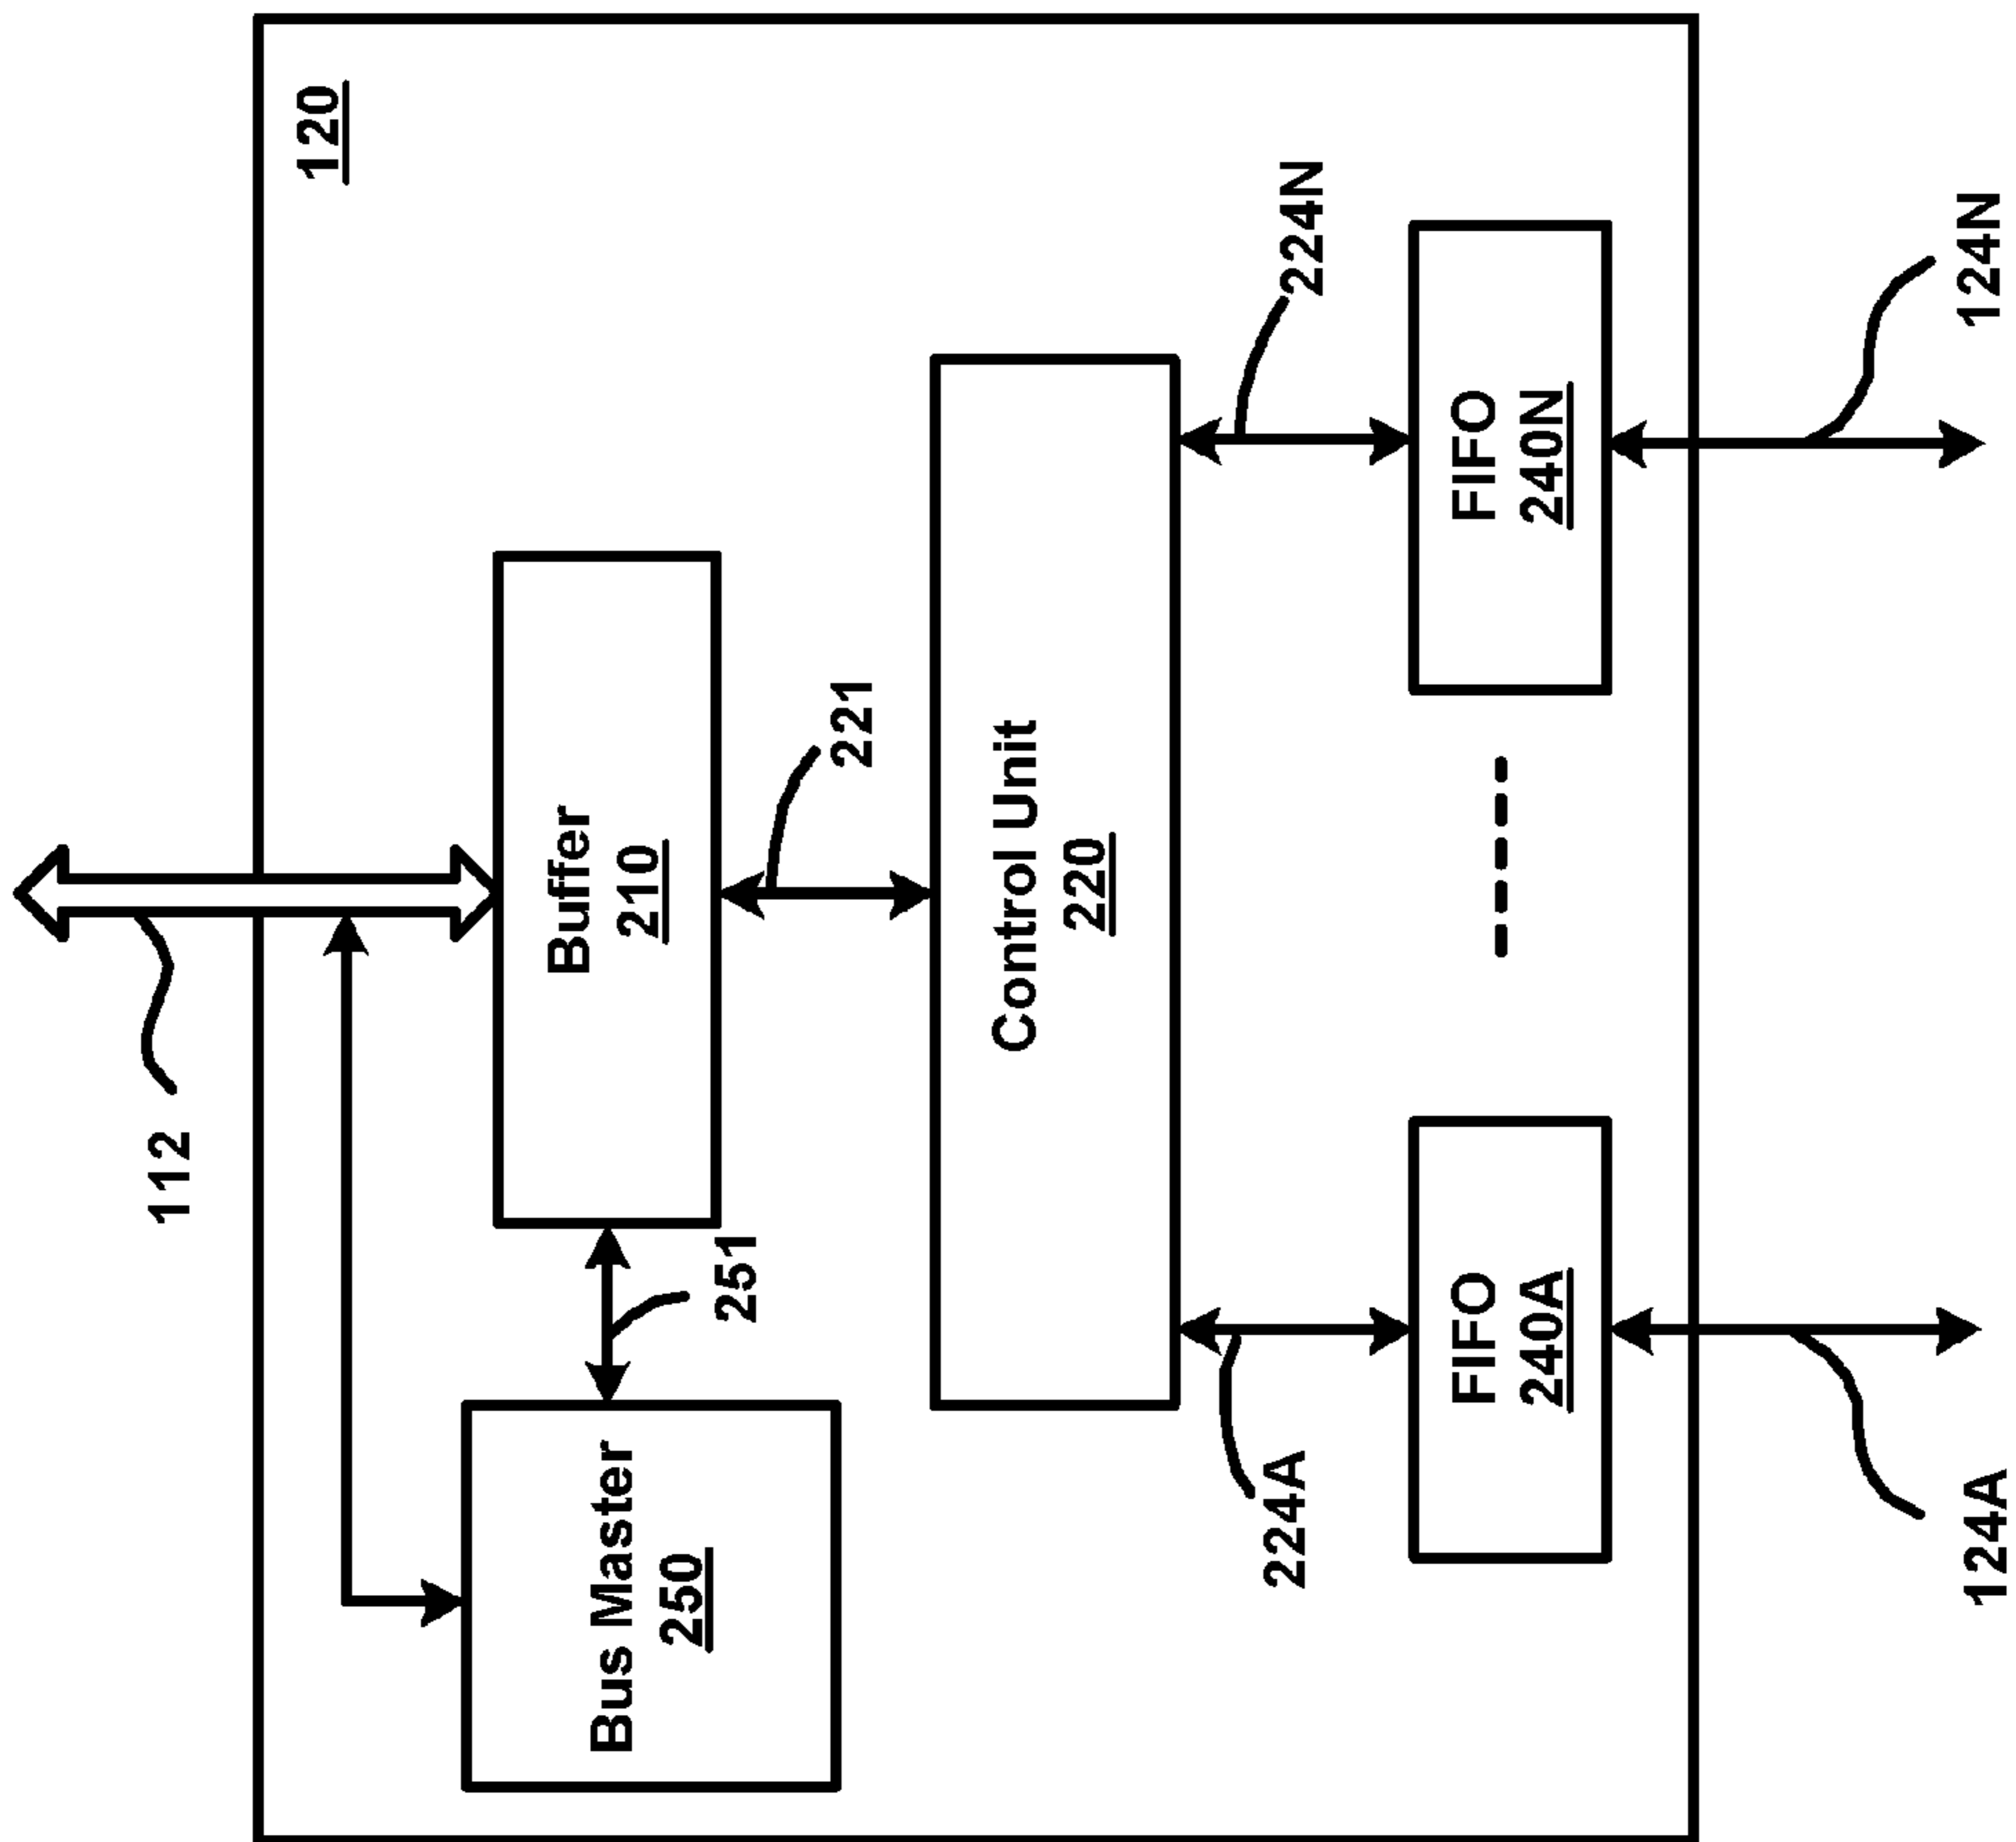 120
112
Bus Master
250
251
Buffer
210
221
Control Unit
220
224A
224N
FIFO
240A
FIFO
240N
124A
124N